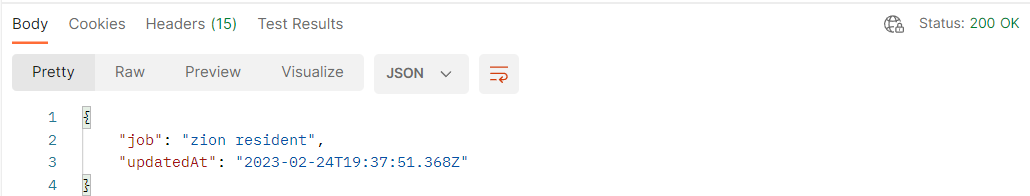 Body Cookies Headers (15) Test Results Status: 200 OK
Pretty Raw Preview Visualize JSON
1 {
2 "job": "zion resident",
3 "updatedAt": "2023-02-24T19:37:51.368Z"
4 }